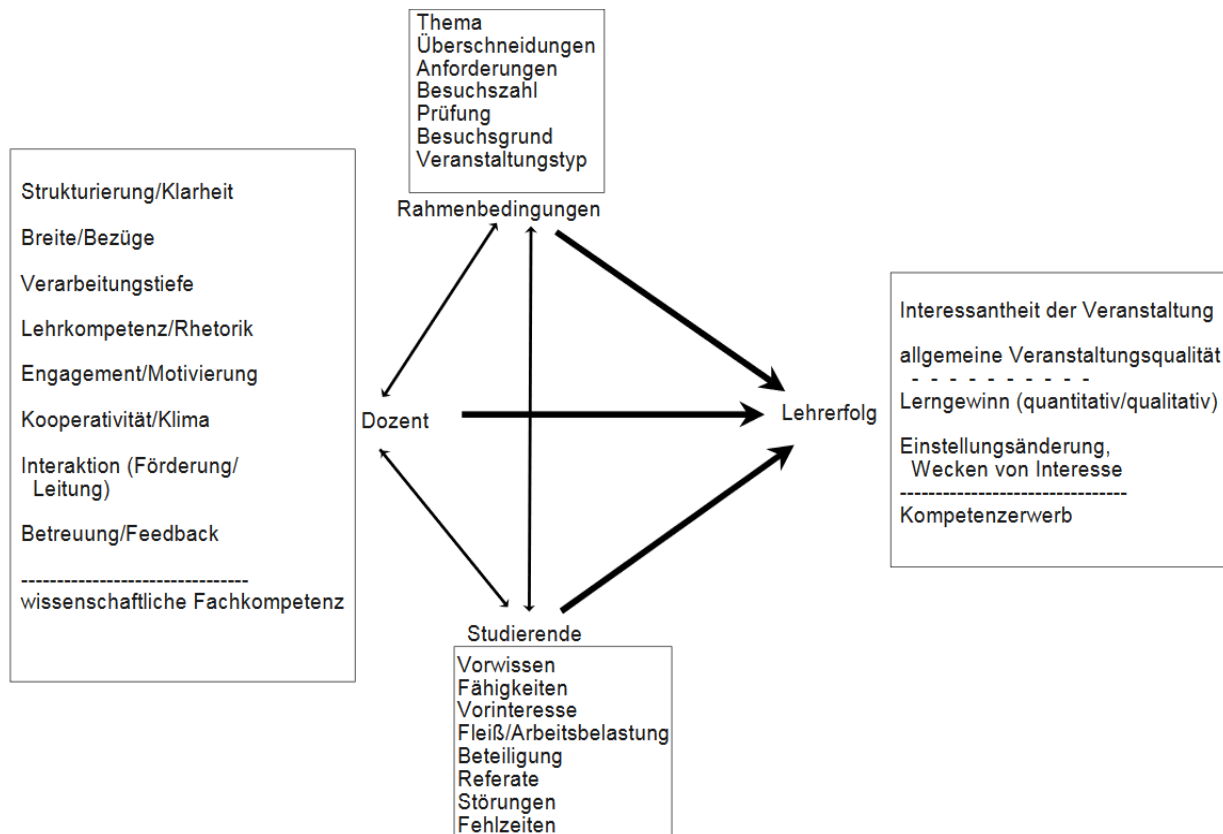 Thema
Überschneidungen
Anforderungen
Besuchszahl
Prüfung
Besuchsgrund
Veranstaltungstyp
Rahmenbedingungen
Strukturierung/Klarheit
Breite/Bezüge
Verarbeitungstiefe
Lehrkompetenz/Rhetorik
Engagement/Motivierung
Kooperativität/Klima
Interaktion (Förderung/
Leitung)
Betreuung/Feedback
-------------------------------
wissenschaftliche Fachkompetenz
Dozent
Lehrerfolg
Interessantheit der Veranstaltung
allgemeine Veranstaltungsqualität
- - - - - - - - - -
Lerngewinn (quantitativ/qualitativ)
Einstellungsänderung,
Wecken von Interesse
-------------------------------
Kompetenzerwerb
Studierende
Vorwissen
Fähigkeiten
Vorinteresse
Fleiß/Arbeitsbelastung
Beteiligung
Referate
Störungen
Fehlzeiten